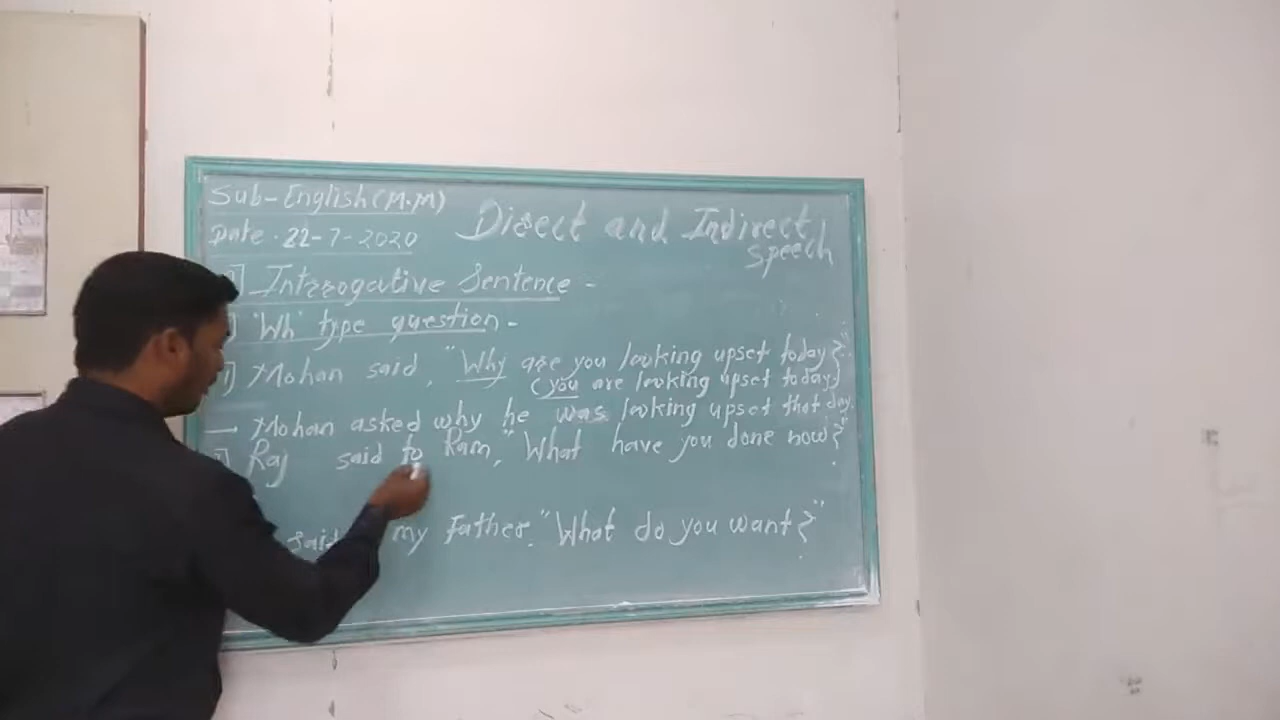 Sub-English(M.M)
Date. 22-7-2020
Direct and Indirect
Speech
Interrogative Sentence -
'Wh' type question -
Mohan said, "Why are you looking upset today?"
(you are looking upset today)
→ Mohan asked why he was looking upset that day.
Raj said to Ram, "What have you done now?"
said my Father, "What do you want?"